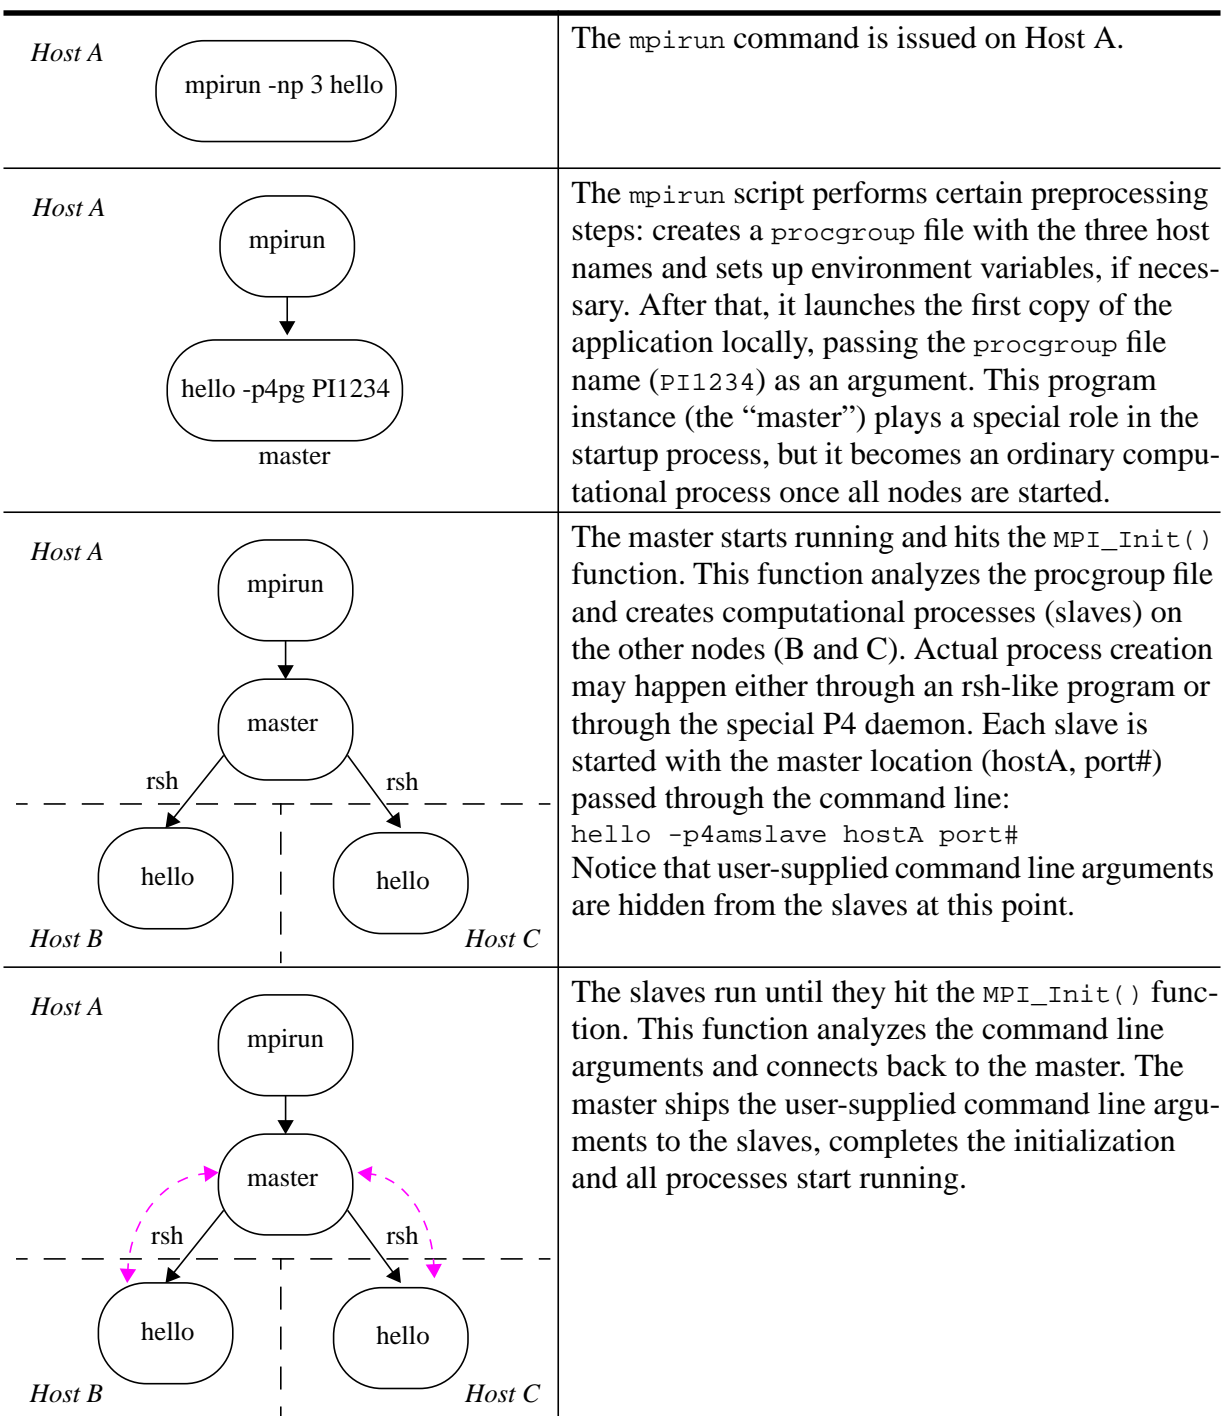 Host A
mpirun -np 3 hello
The mpirun command is issued on Host A.
Host A
mpirun
hello -p4pg PI1234
master
The mpirun script performs certain preprocessing
steps: creates a procgroup file with the three host
names and sets up environment variables, if neces-
sary. After that, it launches the first copy of the
application locally, passing the procgroup file
name (PI1234) as an argument. This program
instance (the “master”) plays a special role in the
startup process, but it becomes an ordinary compu-
tational process once all nodes are started.
Host A
mpirun
master
rsh
rsh
hello
hello
Host B
Host C
The master starts running and hits the MPI_Init()
function. This function analyzes the procgroup file
and creates computational processes (slaves) on
the other nodes (B and C). Actual process creation
may happen either through an rsh-like program or
through the special P4 daemon. Each slave is
started with the master location (hostA, port#)
passed through the command line:
hello -p4amslave hostA port#
Notice that user-supplied command line arguments
are hidden from the slaves at this point.
Host A
mpirun
master
rsh
rsh
hello
hello
Host B
Host C
The slaves run until they hit the MPI_Init() func-
tion. This function analyzes the command line
arguments and connects back to the master. The
master ships the user-supplied command line argu-
ments to the slaves, completes the initialization
and all processes start running.